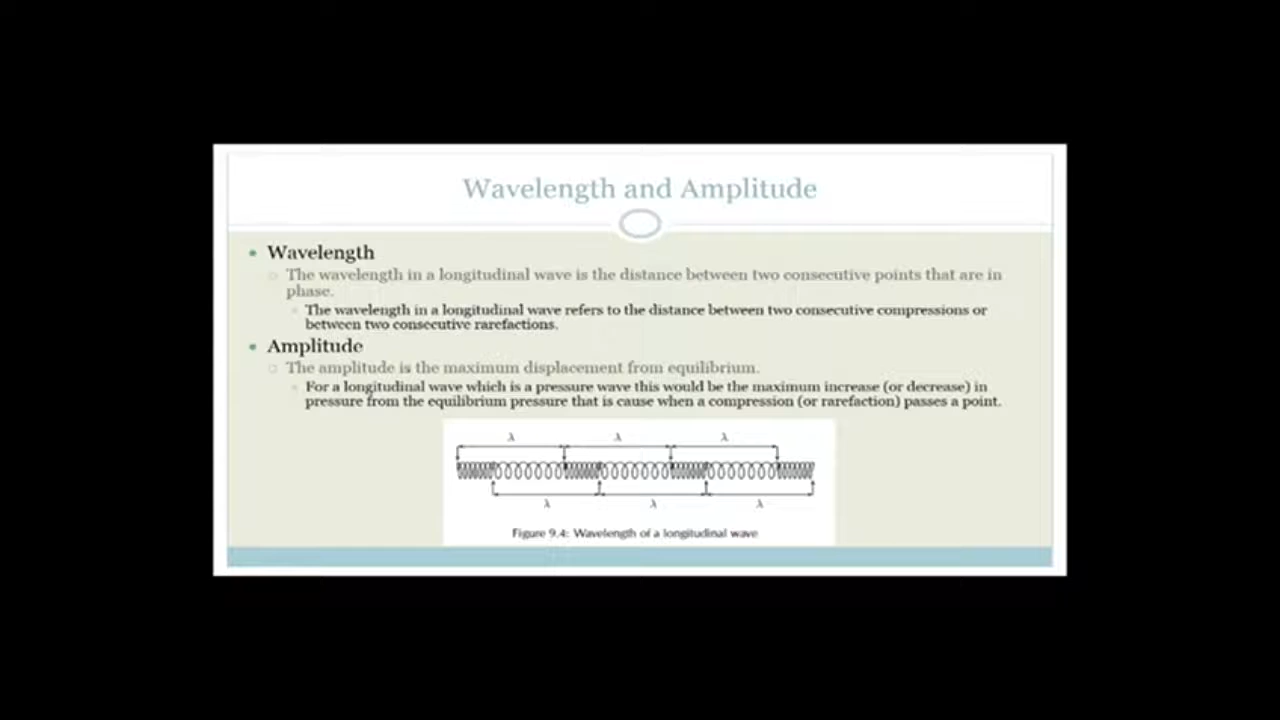 Wavelength and Amplitude
Wavelength
The wavelength in a longitudinal wave is the distance between two consecutive points that are in
phase.
The wavelength in a longitudinal wave refers to the distance between two consecutive compressions or
between two consecutive rarefactions.
Amplitude
The amplitude is the maximum displacement from equilibrium.
For a longitudinal wave which is a pressure wave this would be the maximum increase (or decrease) in
pressure from the equilibrium pressure that is cause when a compression (or rarefaction) passes a point.
λ λ λ
λ λ λ
Figure 9.4: Wavelength of a longitudinal wave